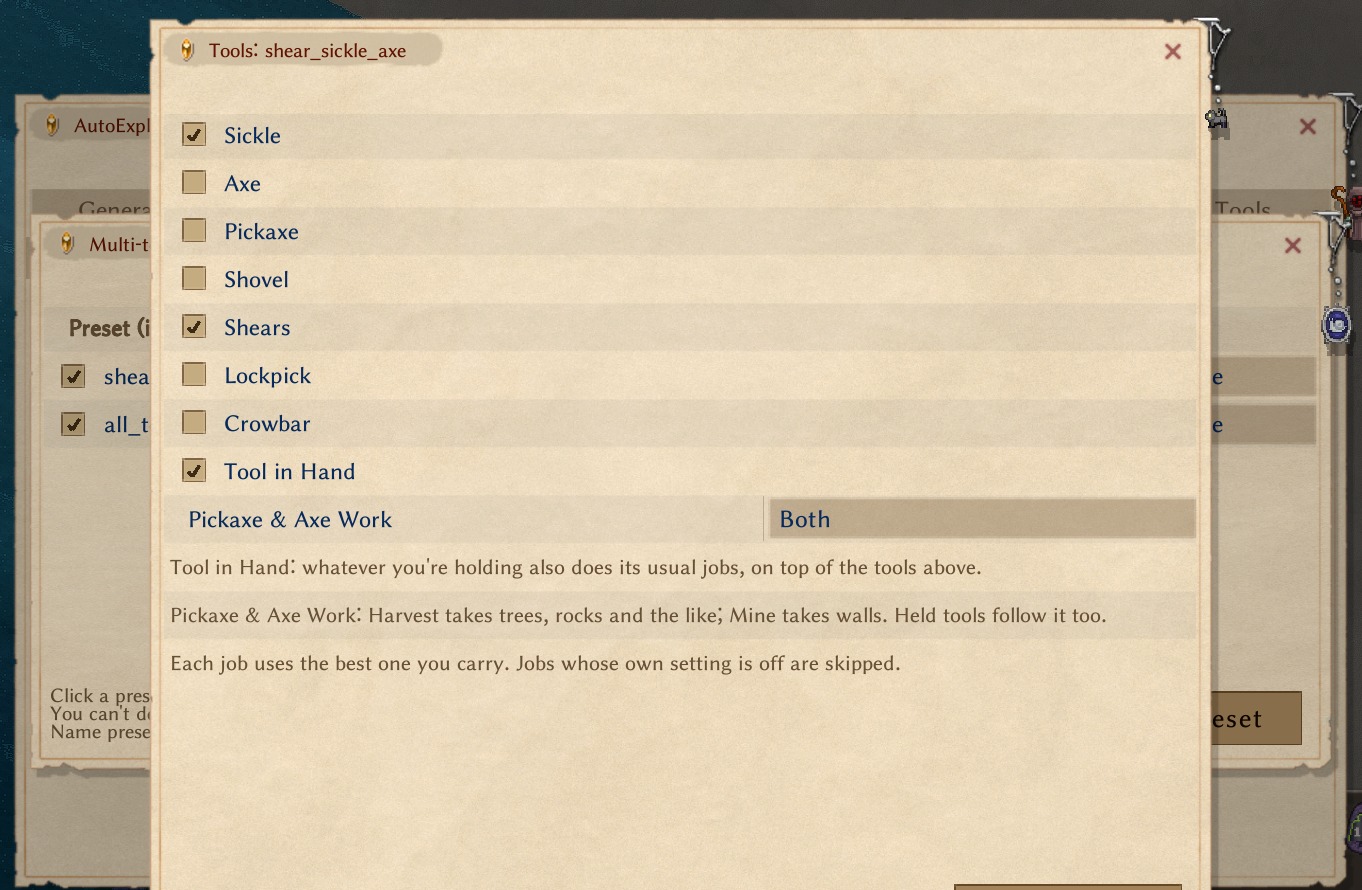 Tools: shear_sickle_axe
Sickle
Axe
Pickaxe
Shovel
Shears
Lockpick
Crowbar
Tool in Hand
Pickaxe & Axe Work
Both
Tool in Hand: whatever you're holding also does its usual jobs, on top of the tools above.
Pickaxe & Axe Work: Harvest takes trees, rocks and the like; Mine takes walls. Held tools follow it too.
Each job uses the best one you carry. Jobs whose own setting is off are skipped.
AutoExpl
Genera
Tools
Multi-t
Preset (i
shea
e
all_t
e
Click a pres
You can't d
Name prese
eset